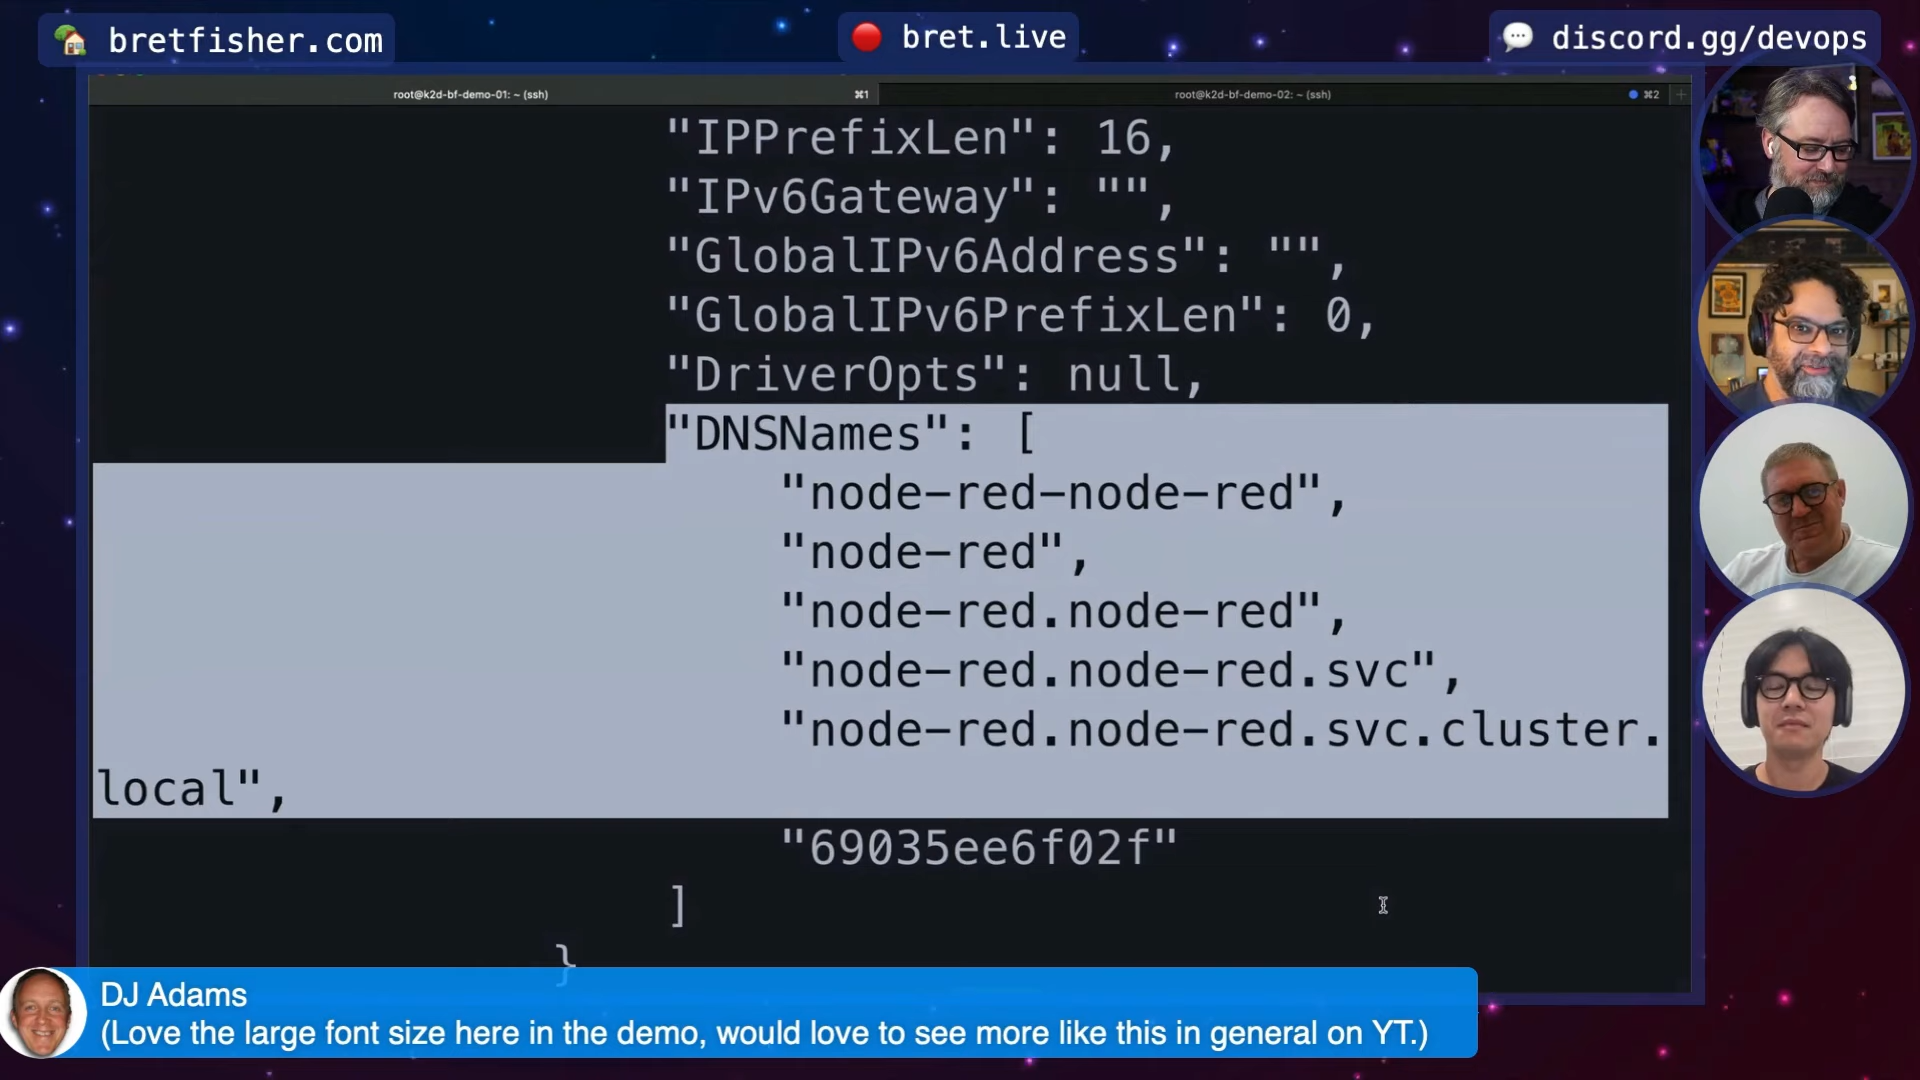 bretfisher.com
bret.live
discord.gg/devops
root@k2d-bf-demo-01: ~ (ssh)
⌘1
root@k2d-bf-demo-02: ~ (ssh)
⌘2
"IPPrefixLen": 16,
"IPv6Gateway": "",
"GlobalIPv6Address": "",
"GlobalIPv6PrefixLen": 0,
"DriverOpts": null,
"DNSNames": [
"node-red-node-red",
"node-red",
"node-red.node-red",
"node-red.node-red.svc",
"node-red.node-red.svc.cluster.
local",
"69035ee6f02f"
]
}
DJ Adams
(Love the large font size here in the demo, would love to see more like this in general on YT.)